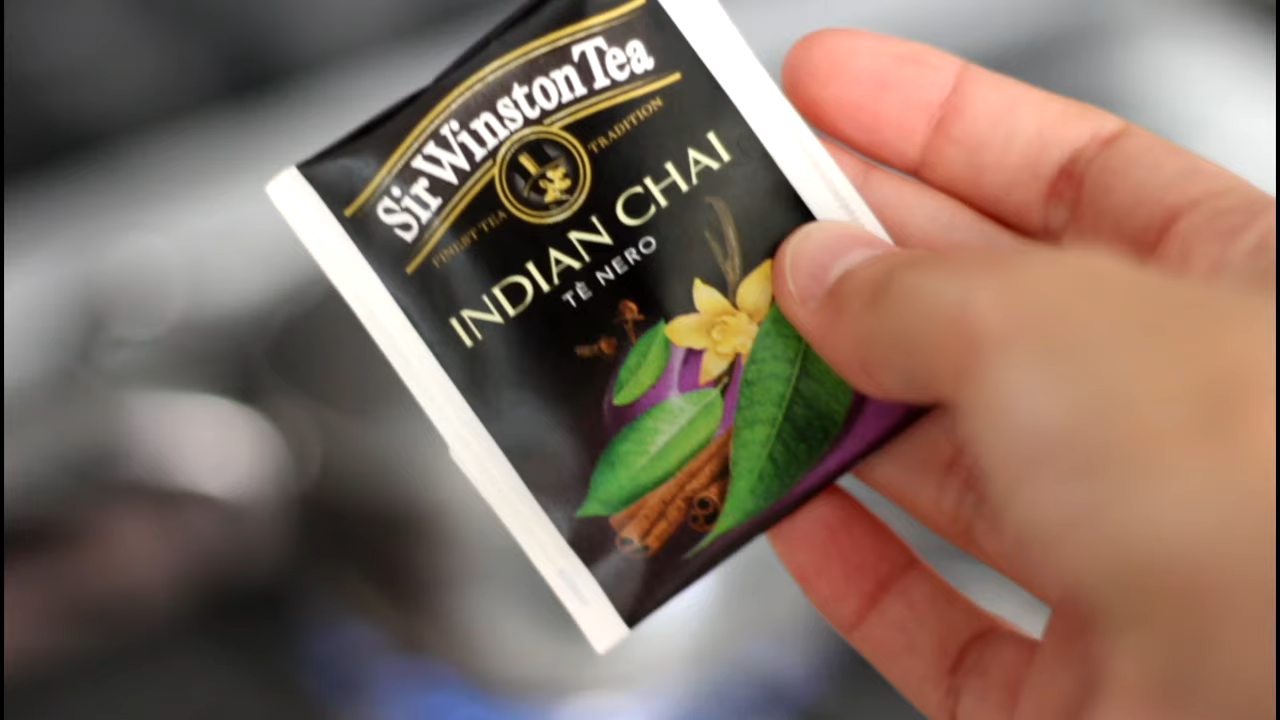 Sir Winston Tea
FINEST TEA TRADITION
INDIAN CHAI
TÈ NERO